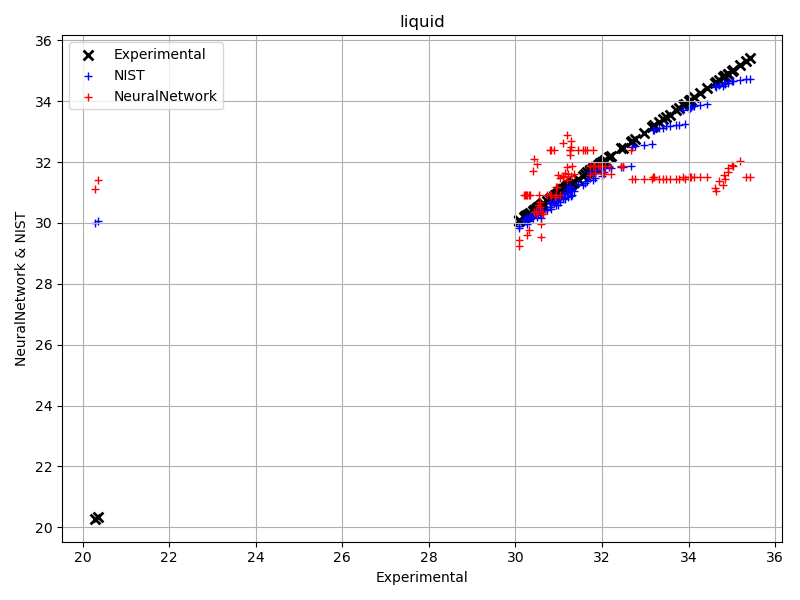 liquid
Experimental
NIST
NeuralNetwork
NeuralNetwork & NIST
36
34
32
30
28
26
24
22
20
20 22 24 26 28 30 32 34 36
Experimental